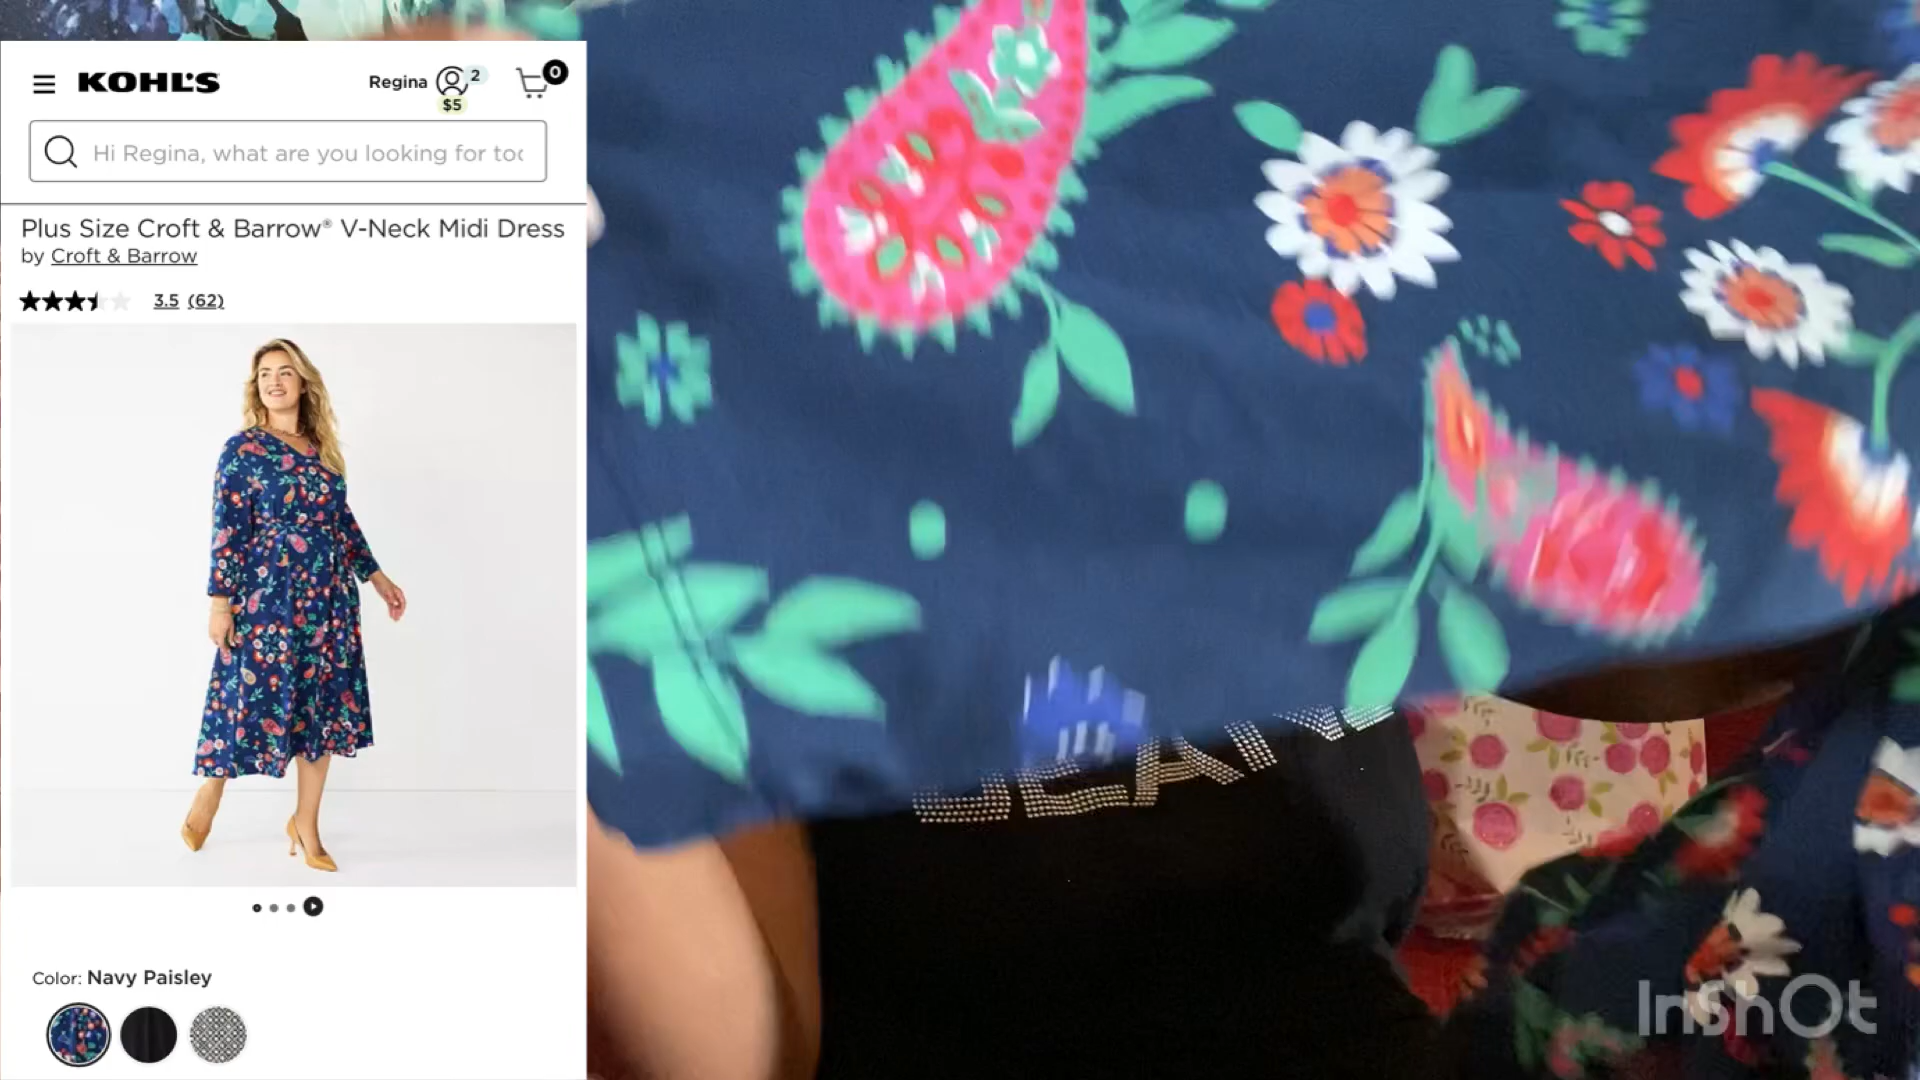 KOHL'S
Regina
2
$5
0
Hi Regina, what are you looking for
Plus Size Croft & Barrow® V-Neck Midi Dress
by Croft & Barrow
3.5 (62)
Color: Navy Paisley
InShOt